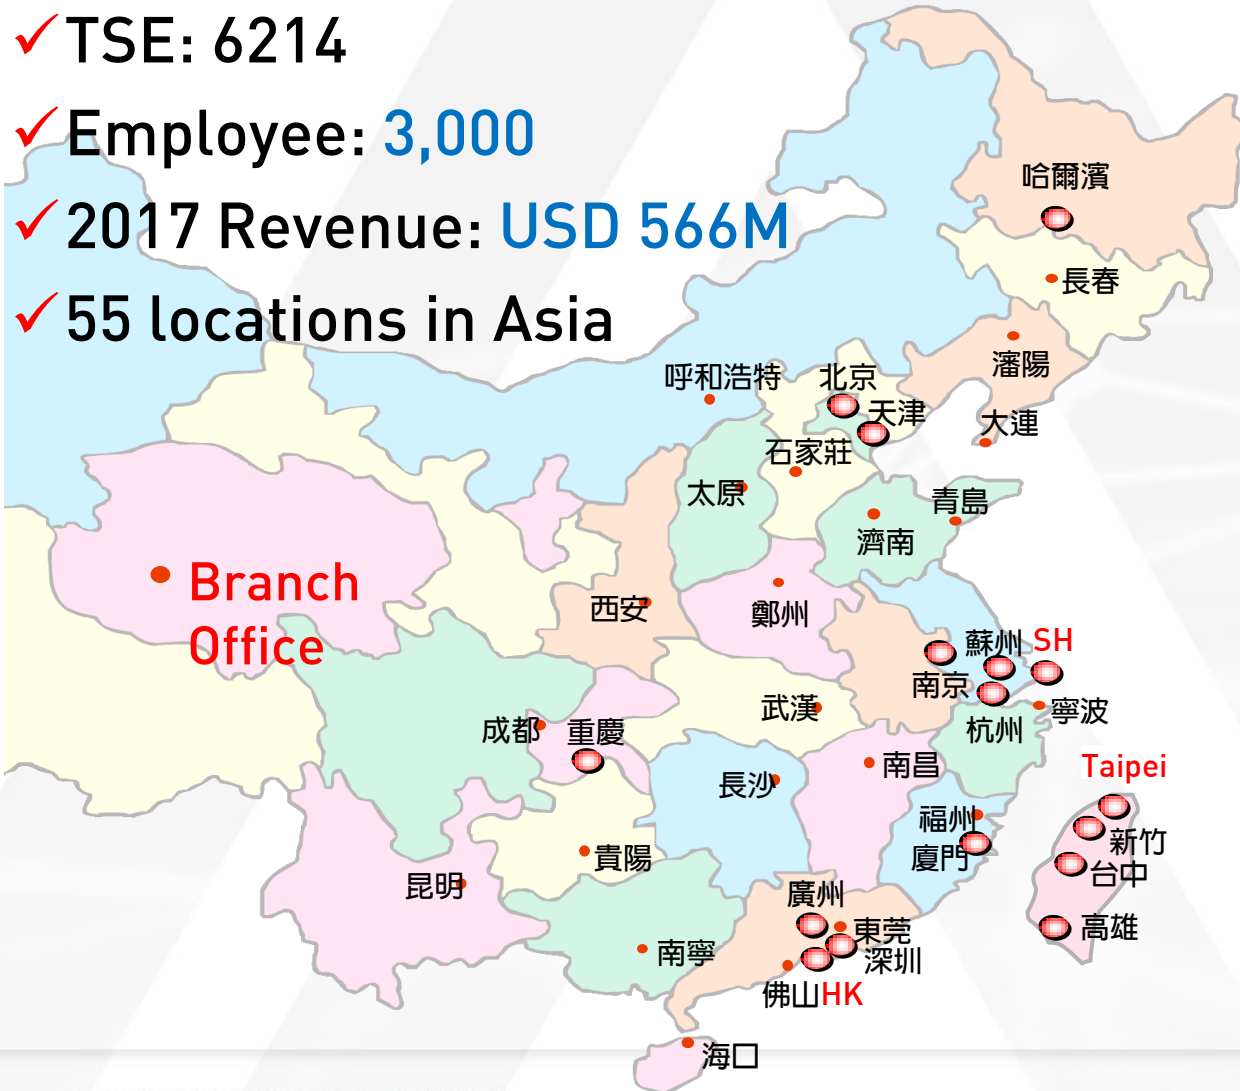 TSE: 6214
Employee: 3,000
2017 Revenue: USD 566M
55 locations in Asia
哈爾濱
長春
瀋陽
呼和浩特
北京
天津
大連
石家莊
太原
青島
濟南
Branch
Office
西安
鄭州
蘇州
SH
南京
武漢
寧波
成都
重慶
杭州
南昌
Taipei
長沙
福州
新竹
貴陽
廈門
台中
昆明
廣州
東莞
高雄
南寧
深圳
佛山
HK
海口